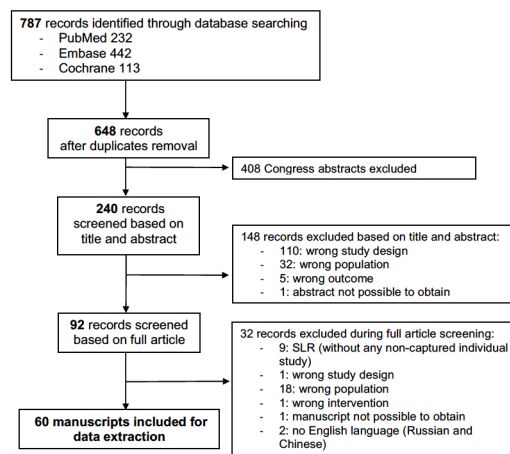 787 records identified through database searching
- PubMed 232
- Embase 442
- Cochrane 113
648 records
after duplicates removal
408 Congress abstracts excluded
240 records
screened based on
title and abstract
148 records excluded based on title and abstract:
- 110: wrong study design
- 32: wrong population
- 5: wrong outcome
- 1: abstract not possible to obtain
92 records screened
based on full article
32 records excluded during full article screening:
- 9: SLR (without any non-captured individual
study)
- 1: wrong study design
- 18: wrong population
- 1: wrong intervention
- 1: manuscript not possible to obtain
- 2: no English language (Russian and
Chinese)
60 manuscripts included for
data extraction